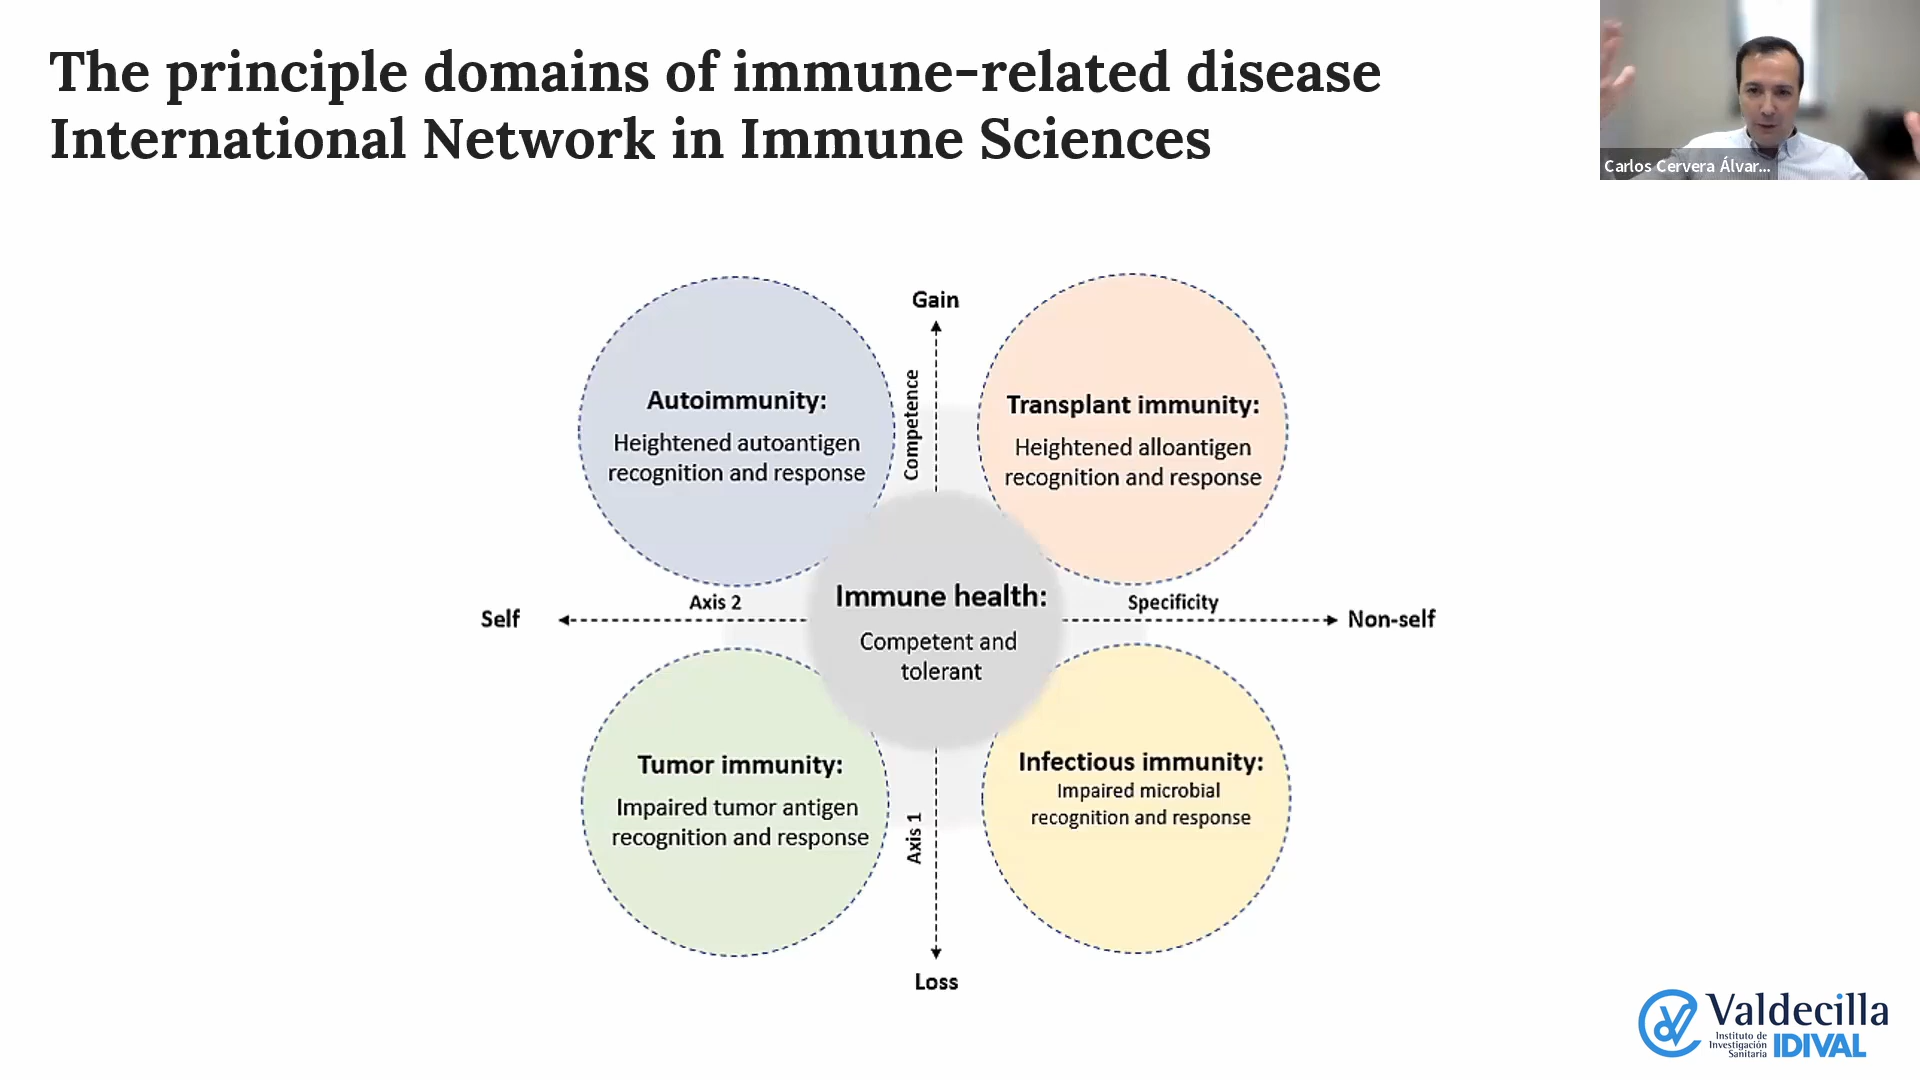 The principle domains of immune-related disease
International Network in Immune Sciences
Carlos Cervera Álvar...
Gain
Competence
Autoimmunity:
Heightened autoantigen
recognition and response
Transplant immunity:
Heightened alloantigen
recognition and response
Self
Axis 2
Immune health:
Competent and
tolerant
Specificity
Non-self
Tumor immunity:
Impaired tumor antigen
recognition and response
Axis 1
Infectious immunity:
Impaired microbial
recognition and response
Loss
Valdecilla
Instituto de
Investigación
Sanitaria
IDIVAL